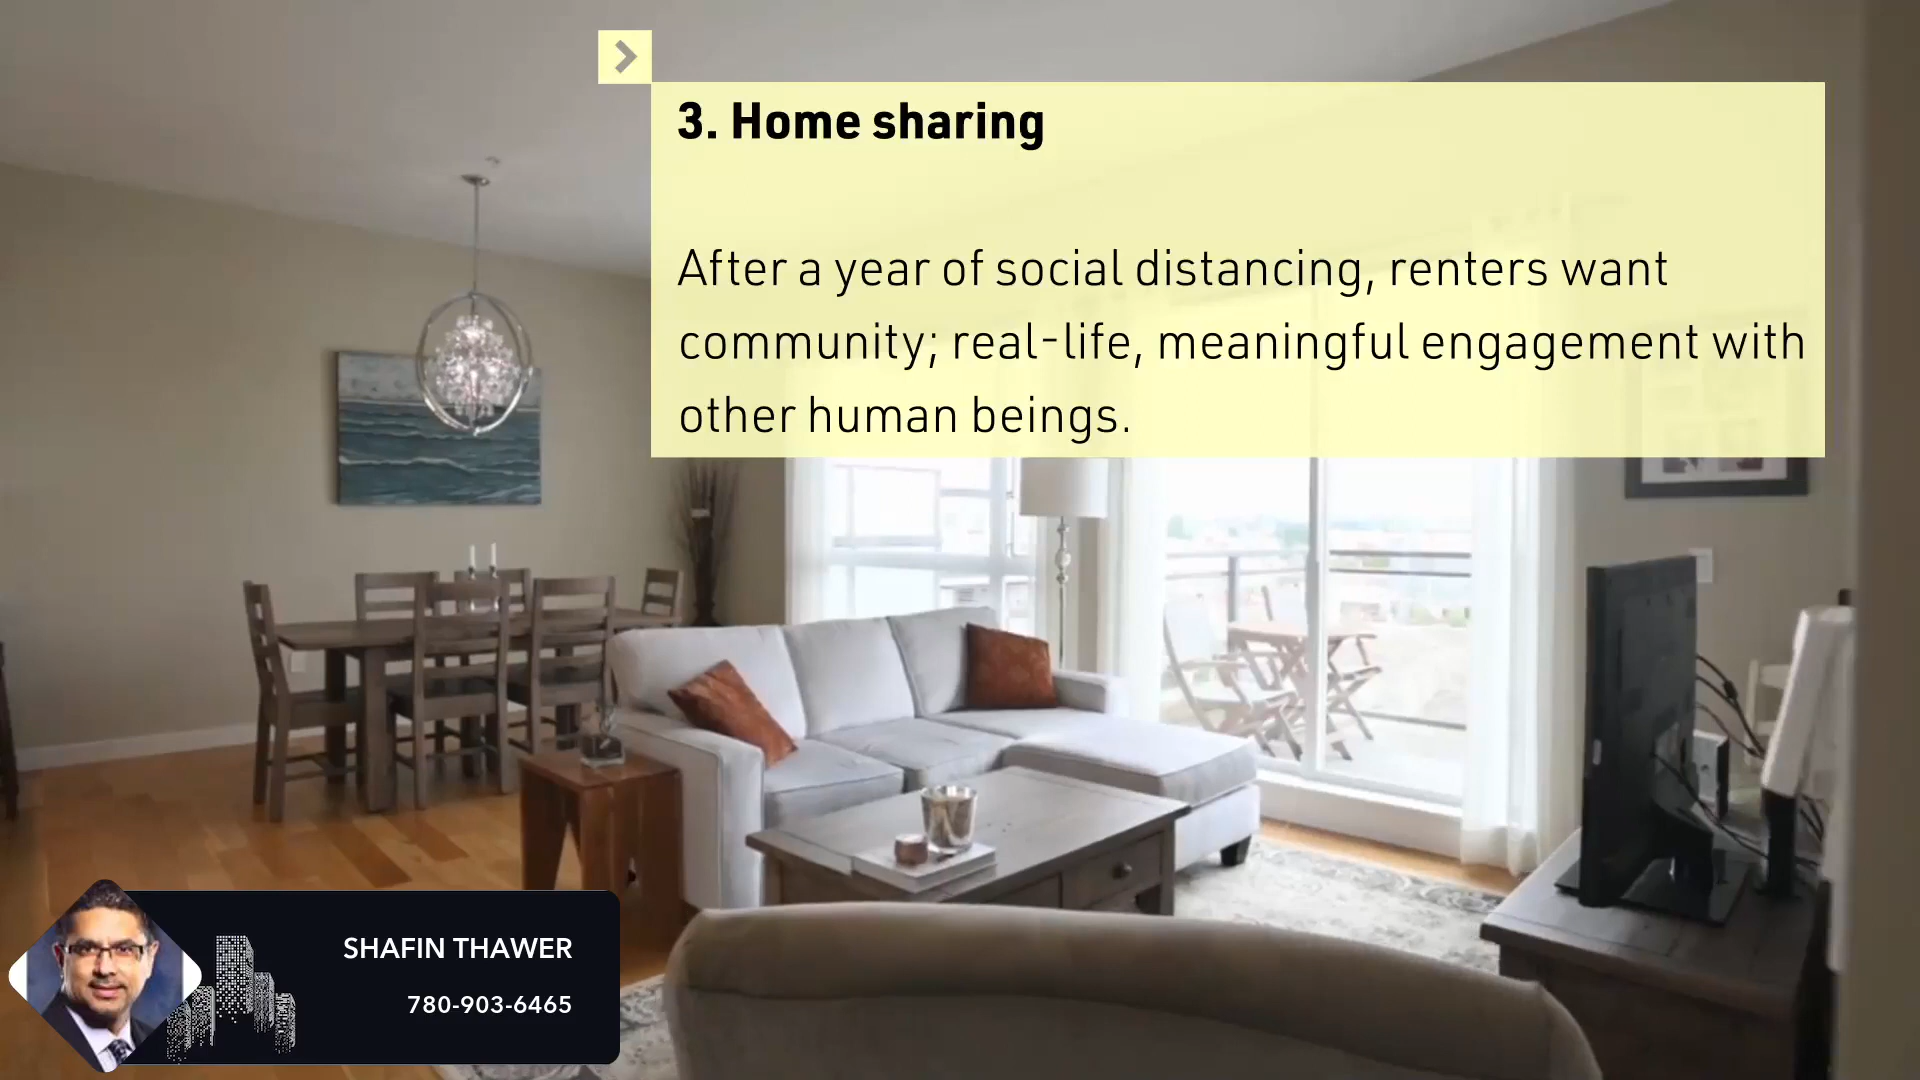 3. Home sharing
After a year of social distancing, renters want
community; real-life, meaningful engagement with
other human beings.
SHAFIN THAWER
780-903-6465